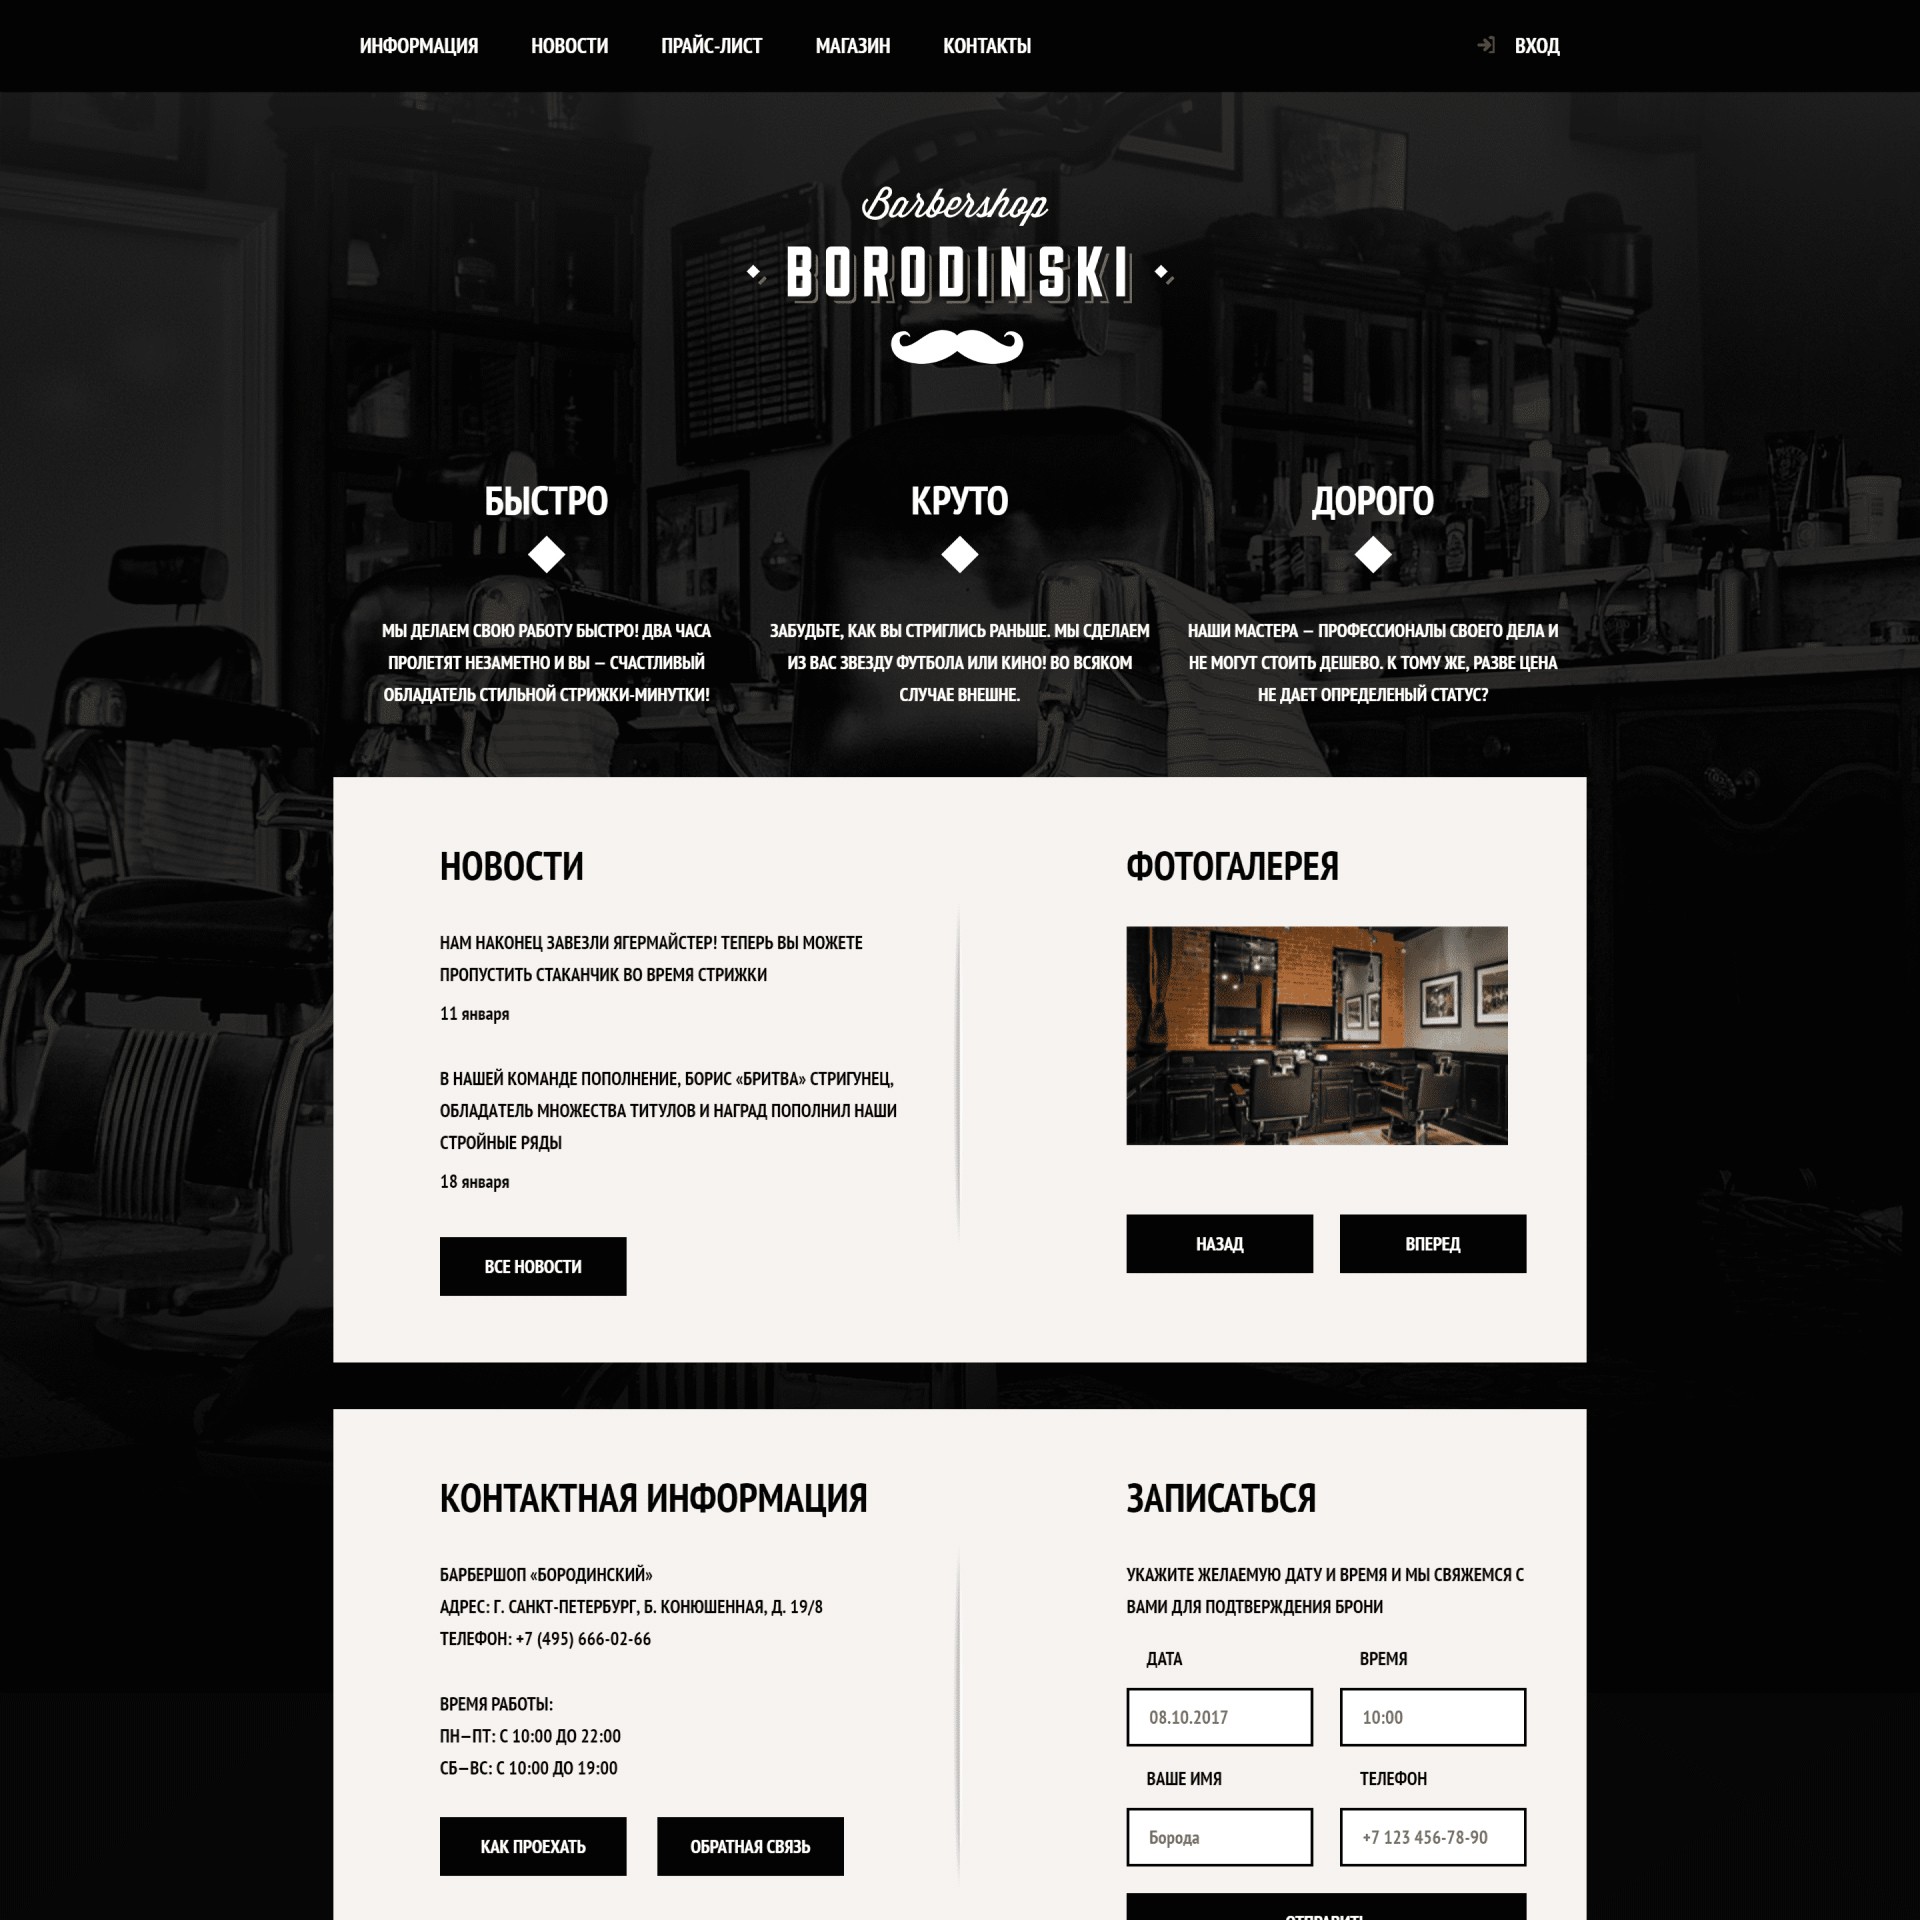 ИНФОРМАЦИЯ НОВОСТИ ПРАЙС-ЛИСТ МАГАЗИН КОНТАКТЫ ВХОД
Barbershop
BORODINSKI
БЫСТРО
МЫ ДЕЛАЕМ СВОЮ РАБОТУ БЫСТРО! ДВА ЧАСА
ПРОЛЕТЯТ НЕЗАМЕТНО И ВЫ — СЧАСТЛИВЫЙ
ОБЛАДАТЕЛЬ СТИЛЬНОЙ СТРИЖКИ-МИНУТКИ!
КРУТО
ЗАБУДЬТЕ, КАК ВЫ СТРИГЛИСЬ РАНЬШЕ. МЫ СДЕЛАЕМ
ИЗ ВАС ЗВЕЗДУ ФУТБОЛА ИЛИ КИНО! ВО ВСЯКОМ
СЛУЧАЕ ВНЕШНЕ.
ДОРОГО
НАШИ МАСТЕРА — ПРОФЕССИОНАЛЫ СВОЕГО ДЕЛА И
НЕ МОГУТ СТОИТЬ ДЕШЕВО. К ТОМУ ЖЕ, РАЗВЕ ЦЕНА
НЕ ДАЕТ ОПРЕДЕЛЕНЫЙ СТАТУС?
НОВОСТИ
НАМ НАКОНЕЦ ЗАВЕЗЛИ ЯГЕРМАЙСТЕР! ТЕПЕРЬ ВЫ МОЖЕТЕ
ПРОПУСТИТЬ СТАКАНЧИК ВО ВРЕМЯ СТРИЖКИ
11 января
В НАШЕЙ КОМАНДЕ ПОПОЛНЕНИЕ, БОРИС «БРИТВА» СТРИГУНЕЦ,
ОБЛАДАТЕЛЬ МНОЖЕСТВА ТИТУЛОВ И НАГРАД ПОПОЛНИЛ НАШИ
СТРОЙНЫЕ РЯДЫ
18 января
ВСЕ НОВОСТИ
ФОТОГАЛЕРЕЯ
НАЗАД ВПЕРЕД
КОНТАКТНАЯ ИНФОРМАЦИЯ
БАРБЕРШОП «БОРОДИНСКИЙ»
АДРЕС: Г. САНКТ-ПЕТЕРБУРГ, Б. КОНЮШЕННАЯ, Д. 19/8
ТЕЛЕФОН: +7 (495) 666-02-66
ВРЕМЯ РАБОТЫ:
ПН—ПТ: С 10:00 ДО 22:00
СБ—ВС: С 10:00 ДО 19:00
КАК ПРОЕХАТЬ ОБРАТНАЯ СВЯЗЬ
ЗАПИСАТЬСЯ
УКАЖИТЕ ЖЕЛАЕМУЮ ДАТУ И ВРЕМЯ И МЫ СВЯЖЕМСЯ С
ВАМИ ДЛЯ ПОДТВЕРЖДЕНИЯ БРОНИ
ДАТА ВРЕМЯ
08.10.2017 10:00
ВАШЕ ИМЯ ТЕЛЕФОН
Борода +7 123 456-78-90
ОТПРАВИТЬ